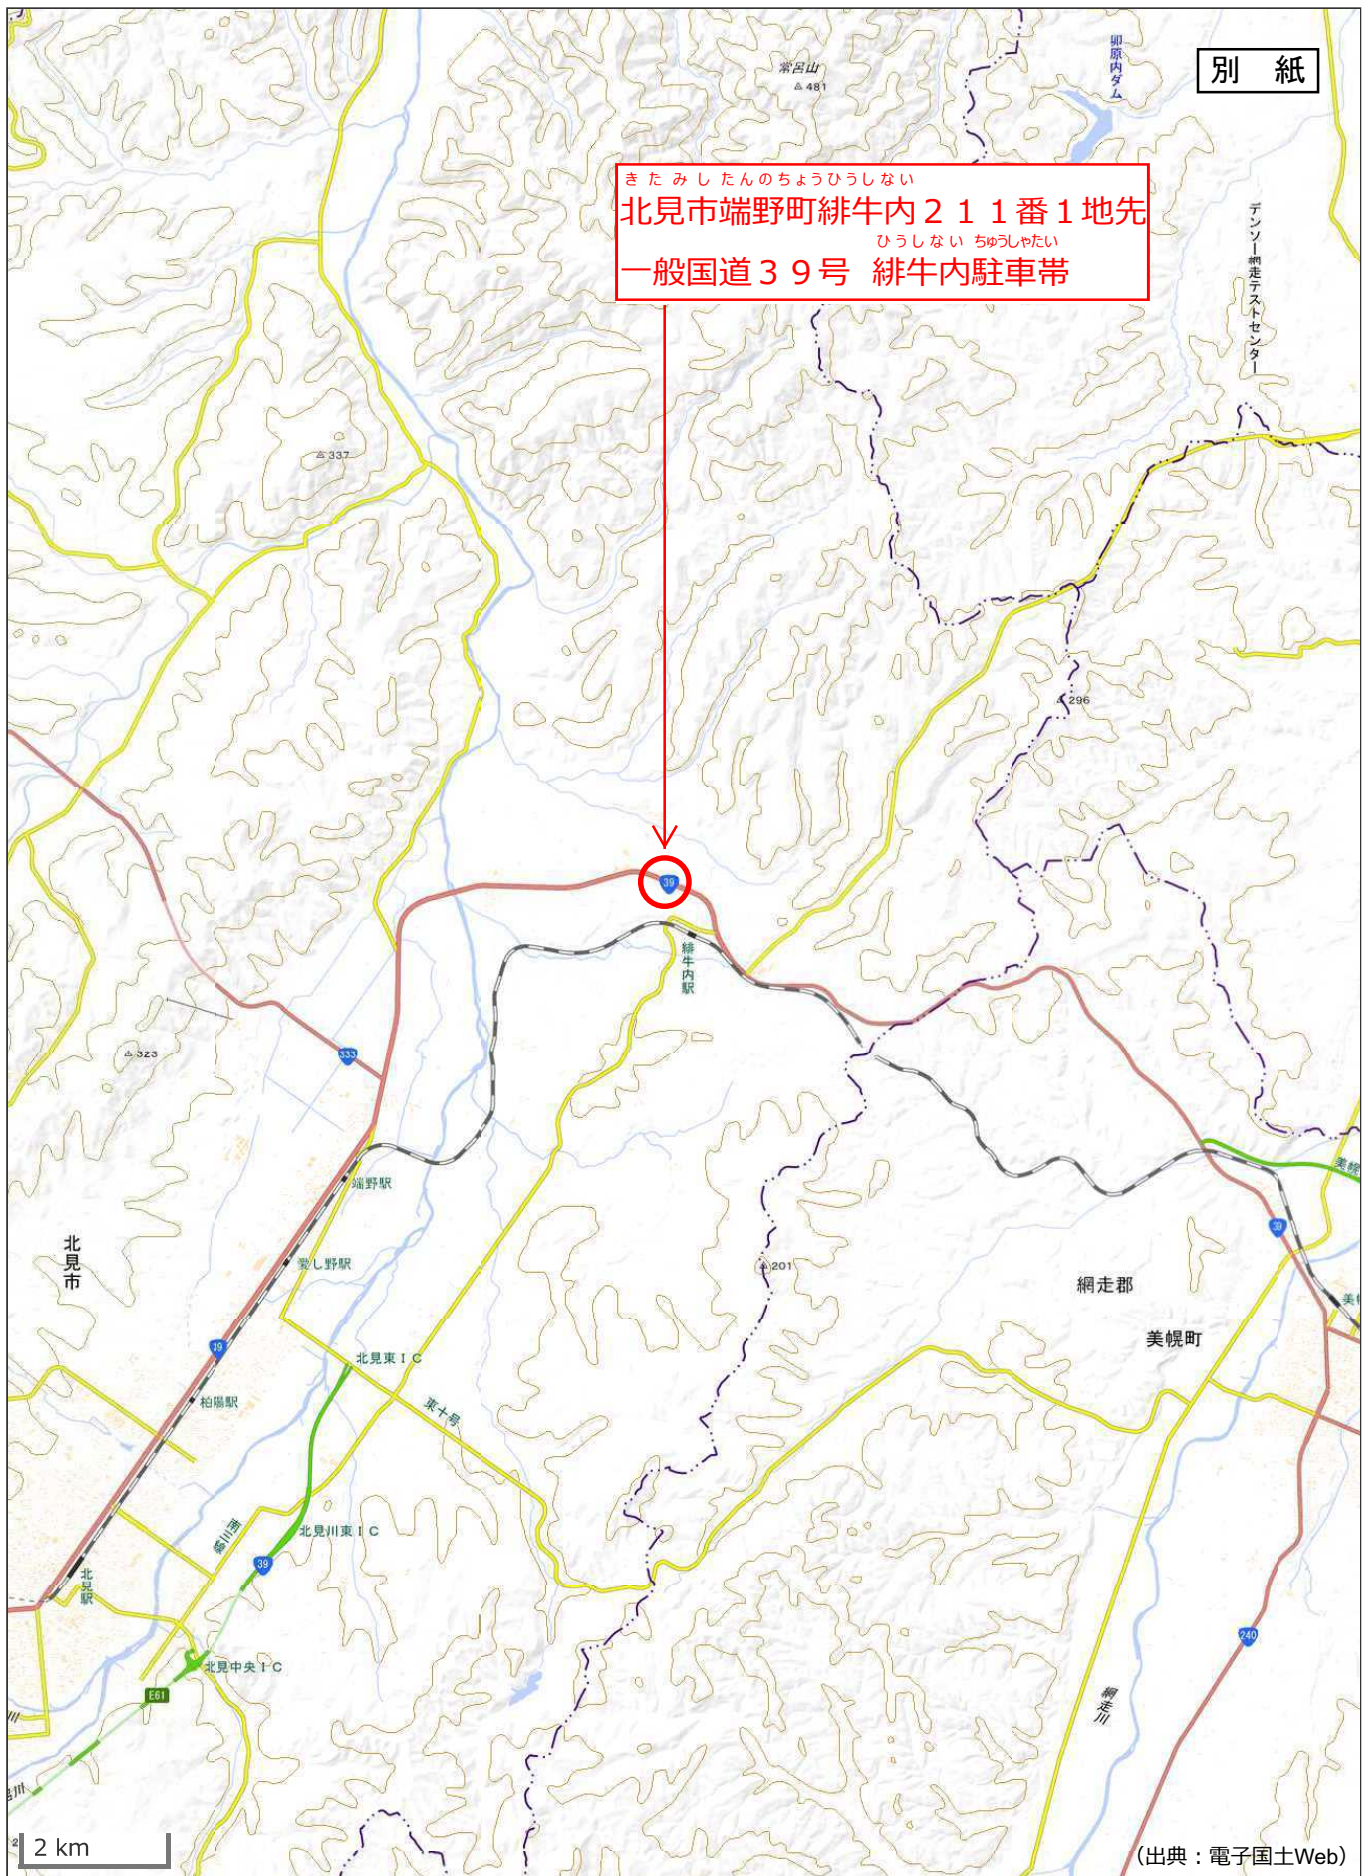 別 紙
常呂山
481
卯原内ダム
きたみしたんのちょうひうしない
北見市端野町緋牛内211番1地先
ひうしない ちゅうしゃたい
一般国道39号 緋牛内駐車帯
デンソー網走テストセンター
337
296
39
緋牛内駅
323
333
端野駅
北見市
愛し野駅
201
網走郡
美幌町
39
美幌
39
北見東IC
柏陽駅
東十号
南三線
北見川東IC
39
北見駅
北見中央IC
E61
240
網走川
川
2 km
(出典:電子国土Web)